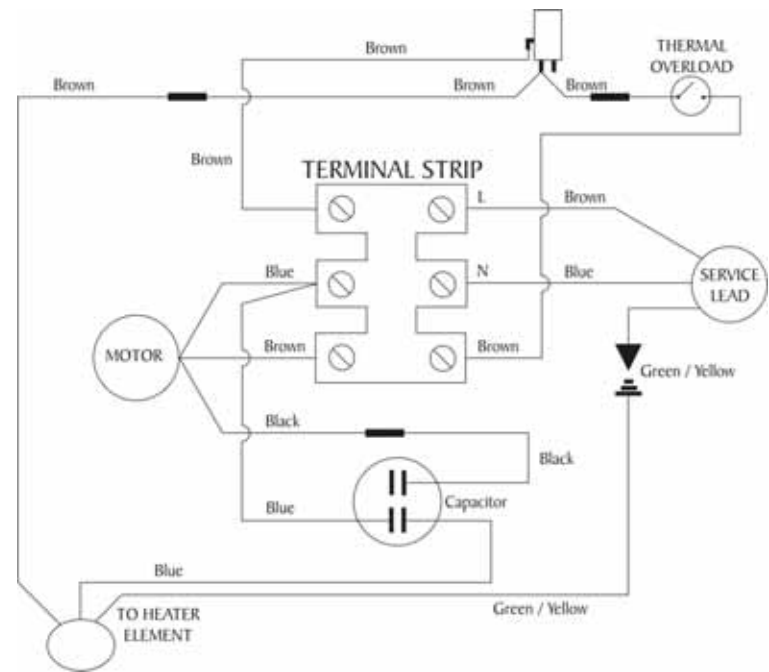 Brown
THERMAL
OVERLOAD
Brown
Brown
Brown
Brown
TERMINAL STRIP
L
Brown
Blue
N
Blue
SERVICE
LEAD
MOTOR
Brown
Brown
Green / Yellow
Black
Black
Capacitor
Blue
Blue
TO HEATER
ELEMENT
Green / Yellow